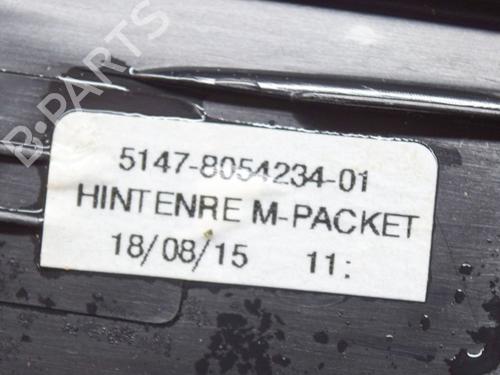 B-PARTS
5147-8054234-01
HINTENRE M-PACKET
18/08/15 11: